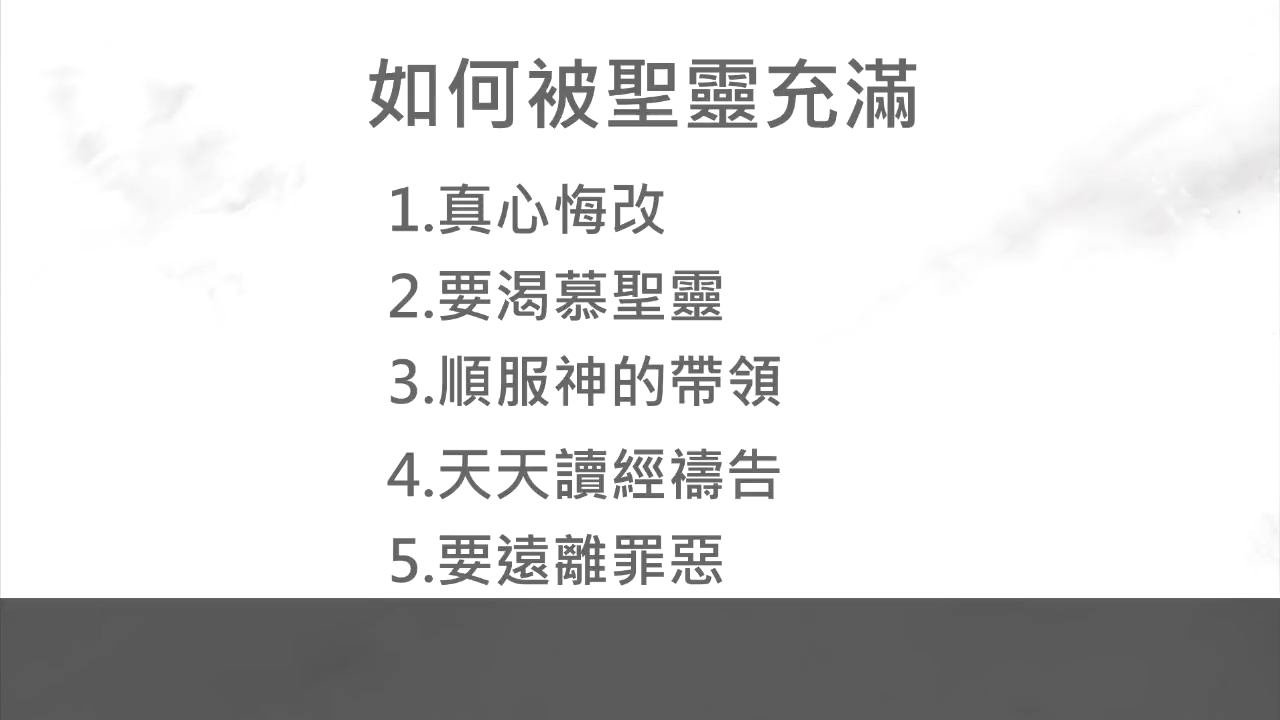 如何被聖靈充滿
1.真心悔改
2.要渴慕聖靈
3.順服神的帶領
4.天天讀經禱告
5.要遠離罪惡